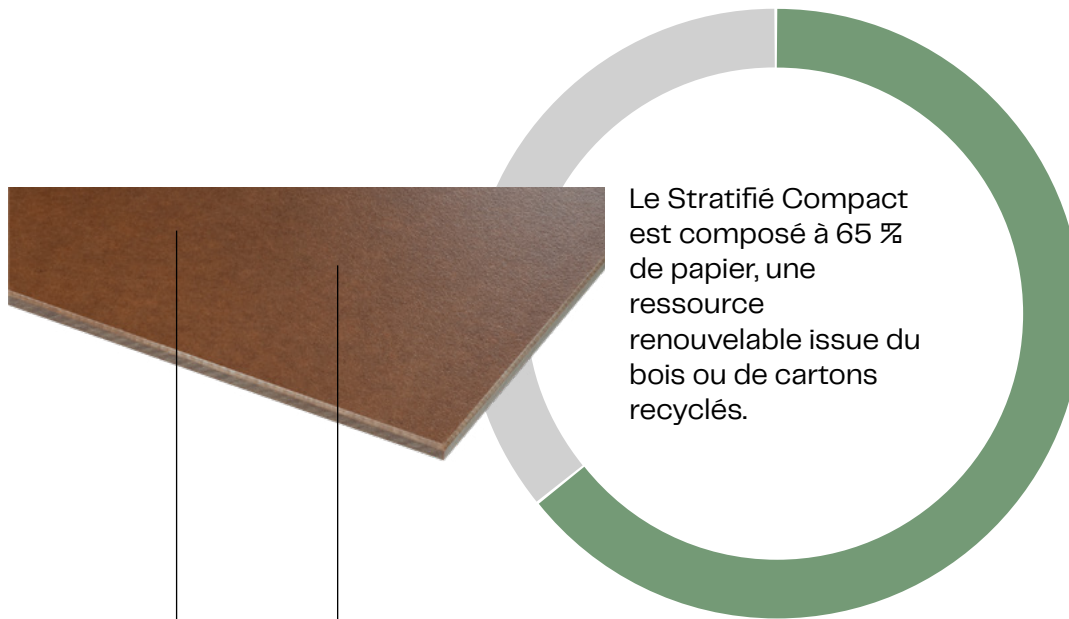 Le Stratifié Compact
est composé à 65 %
de papier, une
ressource
renouvelable issue du
bois ou de cartons
recyclés.